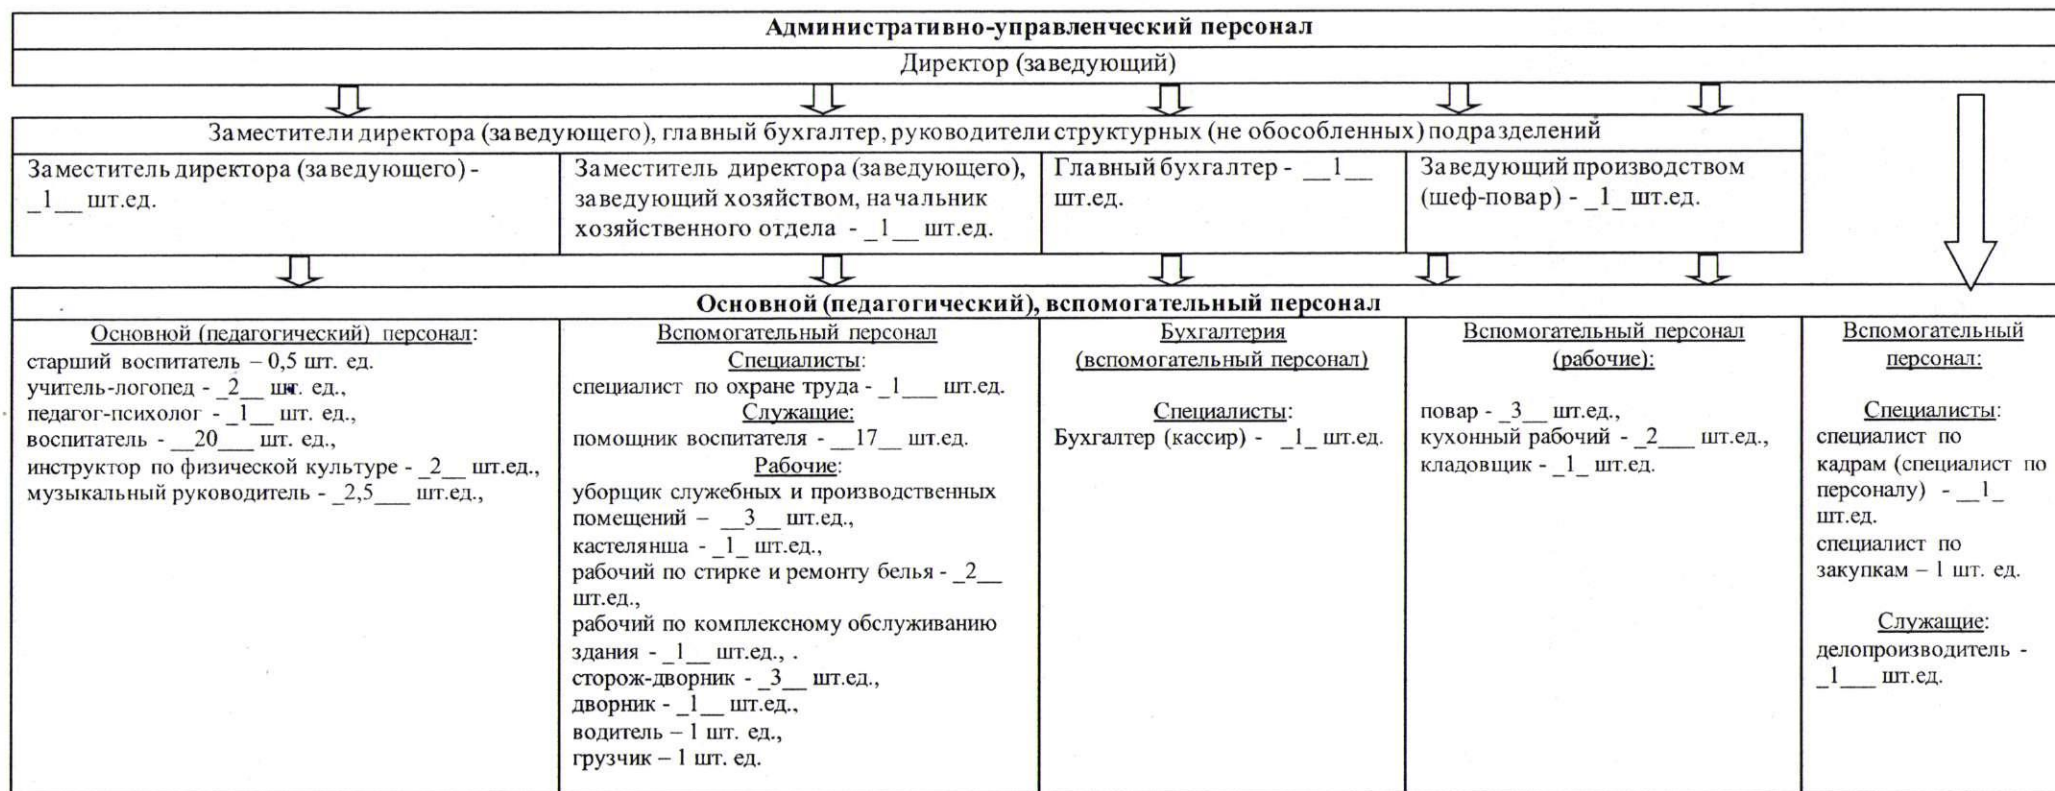 Административно-управленческий персонал
Директор (заведующий)
Заместители директора (заведующего), главный бухгалтер, руководители структурных (не обособленных) подразделений
Заместитель директора (заведующего) -
_1__ шт.ед.
Заместитель директора (заведующего),
заведующий хозяйством, начальник
хозяйственного отдела - _1__ шт.ед.
Главный бухгалтер - __1__
шт.ед.
Заведующий производством
(шеф-повар) - _1_ шт.ед.
Основной (педагогический), вспомогательный персонал
Основной (педагогический) персонал:
старший воспитатель – 0,5 шт. ед.
учитель-логопед - _2__ шт. ед.,
педагог-психолог - _1__ шт. ед.,
воспитатель - __20___ шт. ед.,
инструктор по физической культуре - _2__ шт.ед.,
музыкальный руководитель - _2,5___ шт.ед.,
Вспомогательный персонал
Специалисты:
специалист по охране труда - _1___ шт.ед.
Служащие:
помощник воспитателя - __17__ шт.ед.
Рабочие:
уборщик служебных и производственных
помещений – __3__ шт.ед.,
кастелянша - _1_ шт.ед.,
рабочий по стирке и ремонту белья - _2__
шт.ед.,
рабочий по комплексному обслуживанию
здания - _1__ шт.ед., .
сторож-дворник - _3__ шт.ед.,
дворник - _1__ шт.ед.,
водитель – 1 шт. ед.,
грузчик – 1 шт. ед.
Бухгалтерия
(вспомогательный персонал)
Специалисты:
Бухгалтер (кассир) - _1_ шт.ед.
Вспомогательный персонал
(рабочие):
повар - _3__ шт.ед.,
кухонный рабочий - _2___ шт.ед.,
кладовщик - _1_ шт.ед.
Вспомогательный
персонал:
Специалисты:
специалист по
кадрам (специалист по
персоналу) - __1_
шт.ед.
специалист по
закупкам – 1 шт. ед.
Служащие:
делопроизводитель -
_1___ шт.ед.